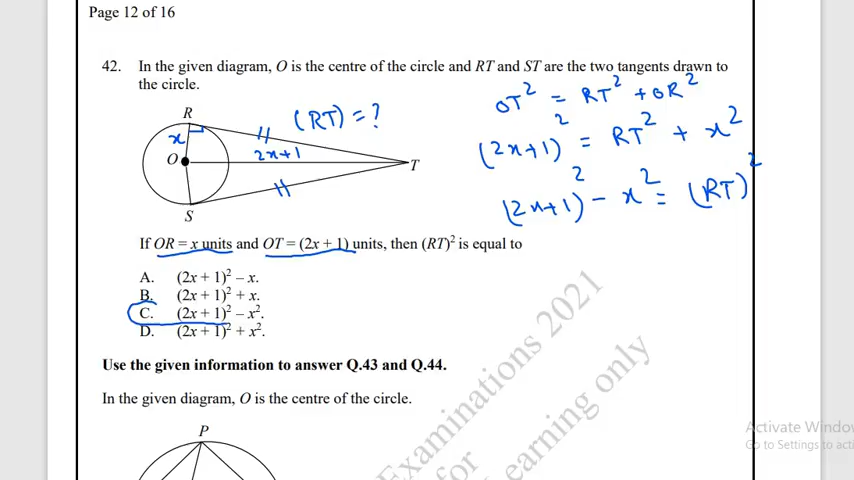 Page 12 of 16
42. In the given diagram, O is the centre of the circle and RT and ST are the two tangents drawn to
the circle.
OT² = RT² + OR²
R
(RT) = ?
x
(2x+1)² = RT² + x²
O
2x+1
T
(2x+1)² – x² = (RT)²
S
If OR = x units and OT = (2x + 1) units, then (RT)² is equal to
A. (2x + 1)² – x.
B. (2x + 1)² + x.
C. (2x + 1)² – x².
D. (2x + 1)² + x².
Use the given information to answer Q.43 and Q.44.
In the given diagram, O is the centre of the circle.
P
Examinations 2021
for
Learning only
Activate Window
Go to Settings to acti